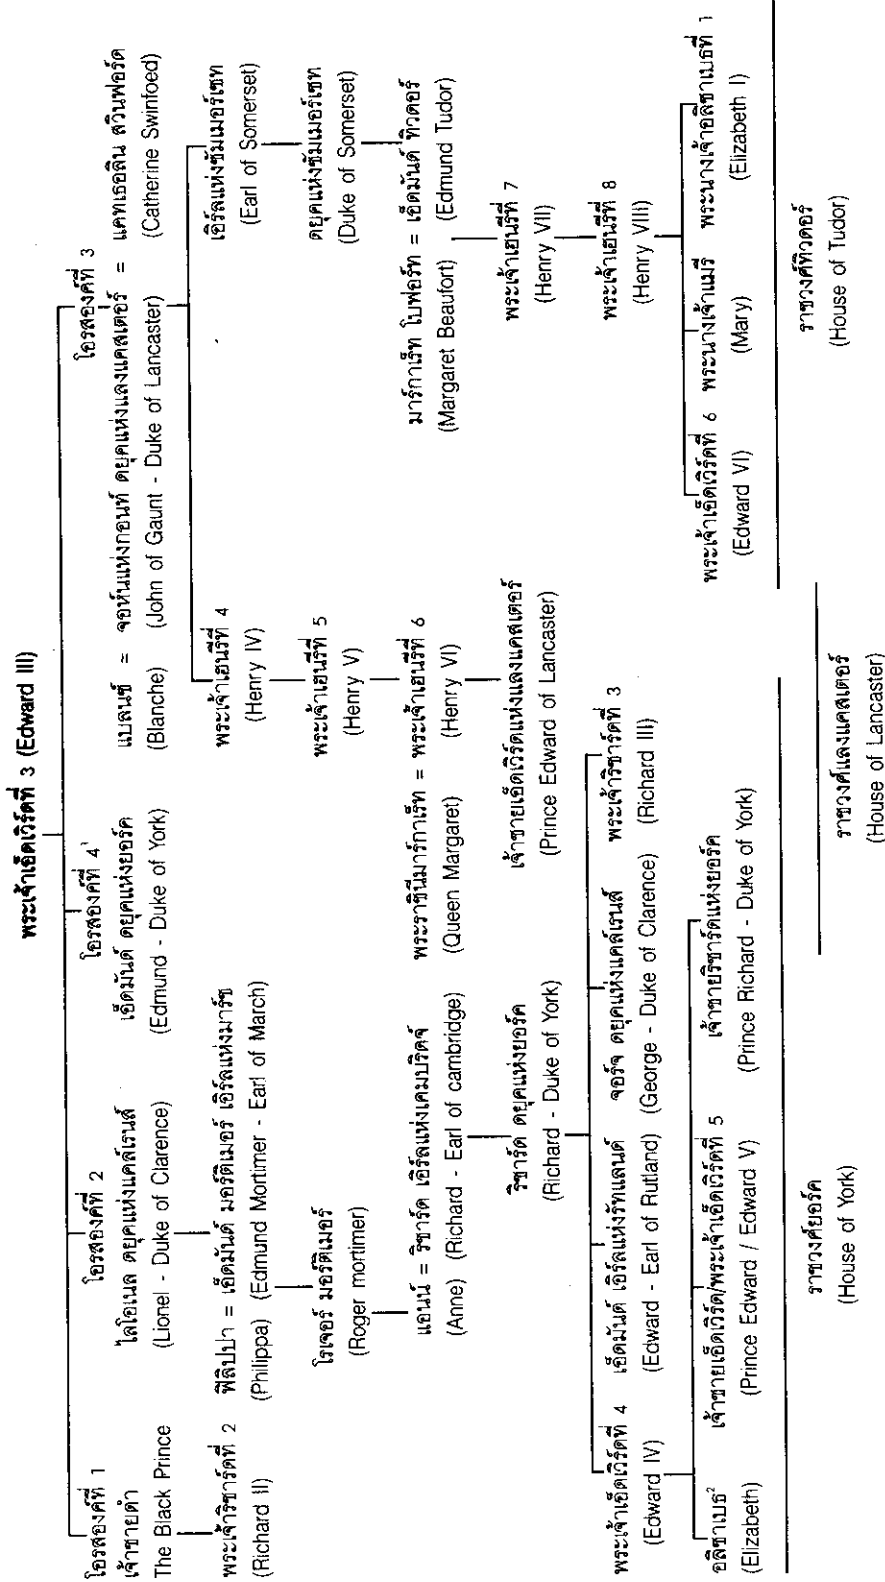 พระเจ้าเอ็ดเวิร์ดที่ 3 (Edward III)
โอรสองค์ที่ 1
เจ้าชายดำ
The Black Prince
พระเจ้าริชาร์ดที่ 2
(Richard II)
โอรสองค์ที่ 2
ไลโอเนล ดยุคแห่งแคล์เรนส์
(Lionel - Duke of Clarence)
ฟิลิปปา = เอ็ดมันด์ มอร์ติเมอร์ เอิร์ลแห่งมาร์ช
(Philippa) (Edmund Mortimer - Earl of March)
โรเจอร์ มอร์ติเมอร์
(Roger mortimer)
แอนน์ = ริชาร์ด เอิร์ลแห่งเคมบริดจ์
(Anne) (Richard - Earl of cambridge)
ริชาร์ด ดยุคแห่งยอร์ค
(Richard - Duke of York)
พระเจ้าเอ็ดเวิร์ดที่ 4
(Edward IV)
เอ็ดมันด์ เอิร์ลแห่งรัทแลนด์
(Edward - Earl of Rutland)
จอร์จ ดยุคแห่งแคล์เรนส์
(George - Duke of Clarence)
พระเจ้าริชาร์ดที่ 3
(Richard III)
อลิซาเบธ²
(Elizabeth)
เจ้าชายเอ็ดเวิร์ด/พระเจ้าเอ็ดเวิร์ดที่ 5
(Prince Edward / Edward V)
เจ้าชายริชาร์ดแห่งยอร์ค
(Prince Richard - Duke of York)
ราชวงศ์ยอร์ค
(House of York)
โอรสองค์ที่ 4¹
เอ็ดมันด์ ดยุคแห่งยอร์ค
(Edmund - Duke of York)
โอรสองค์ที่ 3
แบลนช์ = จอห์นแห่งกอนท์ ดยุคแห่งแลงแคสเตอร์ = แคทเธอลิน สวินฟอร์ด
(Blanche) (John of Gaunt - Duke of Lancaster) (Catherine Swinfoed)
พระเจ้าเฮนรีที่ 4
(Henry IV)
พระเจ้าเฮนรีที่ 5
(Henry V)
พระราชินีมาร์กาเร็ท = พระเจ้าเฮนรีที่ 6
(Queen Margaret) (Henry VI)
เจ้าชายเอ็ดเวิร์ดแห่งแลงแคสเตอร์
(Prince Edward of Lancaster)
ราชวงศ์แลงแคสเตอร์
(House of Lancaster)
เอิร์ลแห่งซัมเมอร์เซท
(Earl of Somerset)
ดยุคแห่งซัมเมอร์เซท
(Duke of Somerset)
มาร์กาเร็ท โบฟอร์ท = เอ็ดมันด์ ทิวดอร์
(Margaret Beaufort) (Edmund Tudor)
พระเจ้าเฮนรีที่ 7
(Henry VII)
พระเจ้าเฮนรีที่ 8
(Henry VIII)
พระเจ้าเอ็ดเวิร์ดที่ 6
(Edward VI)
พระนางเจ้าแมรี
(Mary)
พระนางเจ้าอลิซาเบธที่ 1
(Elizabeth I)
ราชวงศ์ทิวดอร์
(House of Tudor)